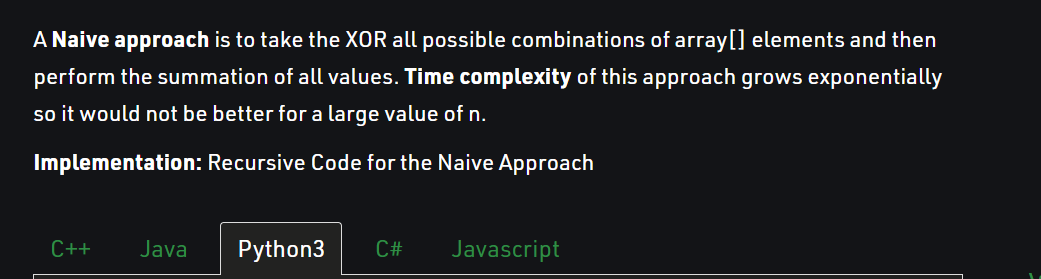 A Naive approach is to take the XOR all possible combinations of array[] elements and then
perform the summation of all values. Time complexity of this approach grows exponentially
so it would not be better for a large value of n.
Implementation: Recursive Code for the Naive Approach
C++ Java Python3 C# Javascript